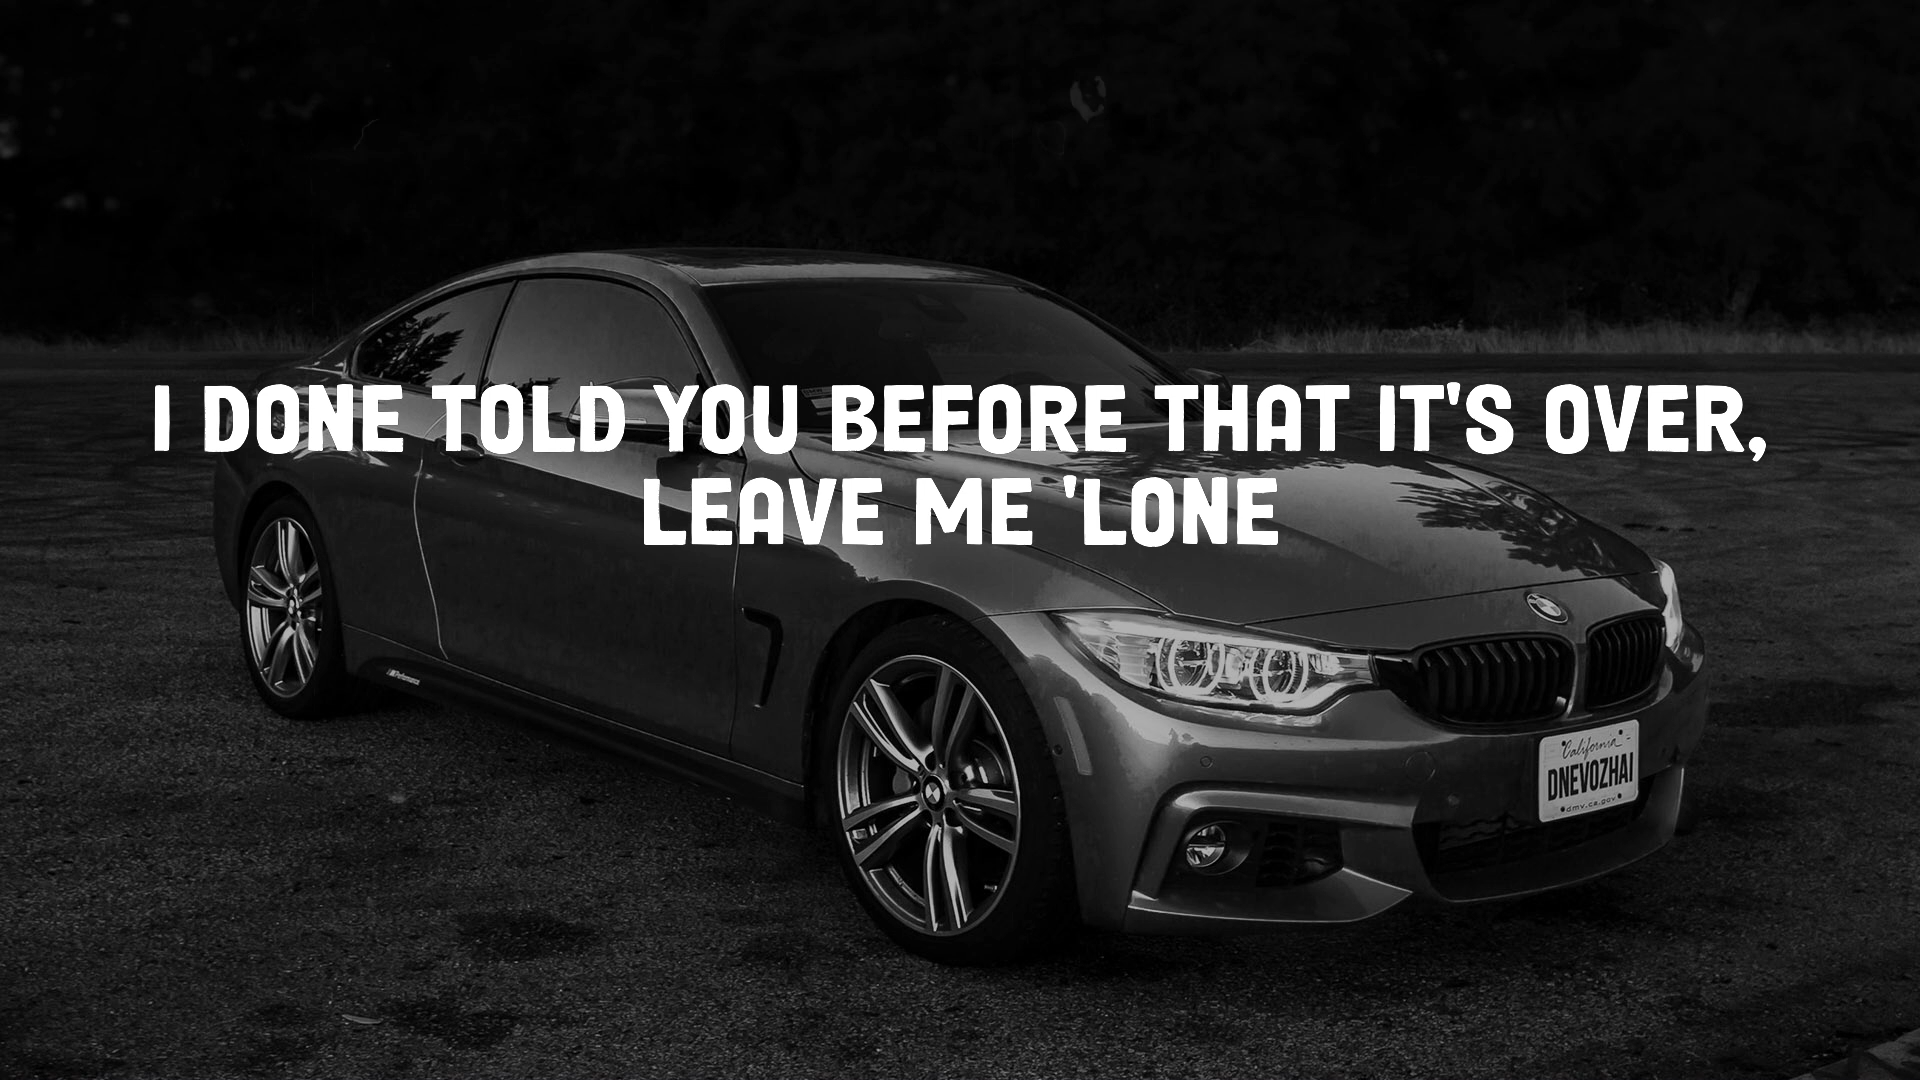 I DONE TOLD YOU BEFORE THAT IT'S OVER,
LEAVE ME 'LONE
California
DNEVOZHAI
dmv.ca.gov